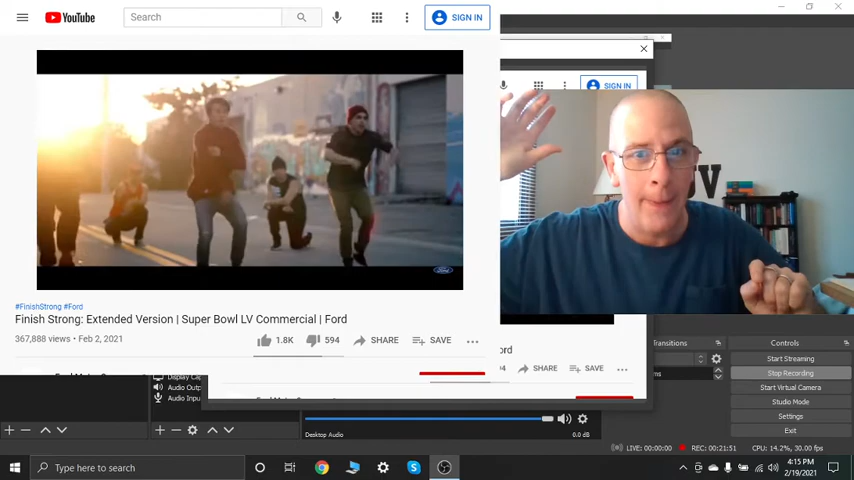 YouTube
Search
SIGN IN
SIGN IN
Ford
#FinishStrong #Ford
Finish Strong: Extended Version | Super Bowl LV Commercial | Ford
367,888 views • Feb 2, 2021
1.8K
594
SHARE
SAVE
ord
SHARE
SAVE
Transitions
Controls
Start Streaming
Stop Recording
Start Virtual Camera
Studio Mode
Settings
Exit
Display Cap
Audio Outp
Audio Input
Desktop Audio
0.0 dB
LIVE: 00:00:00
REC: 00:21:51
CPU: 14.2%, 30.00 fps
Type here to search
4:15 PM
2/19/2021